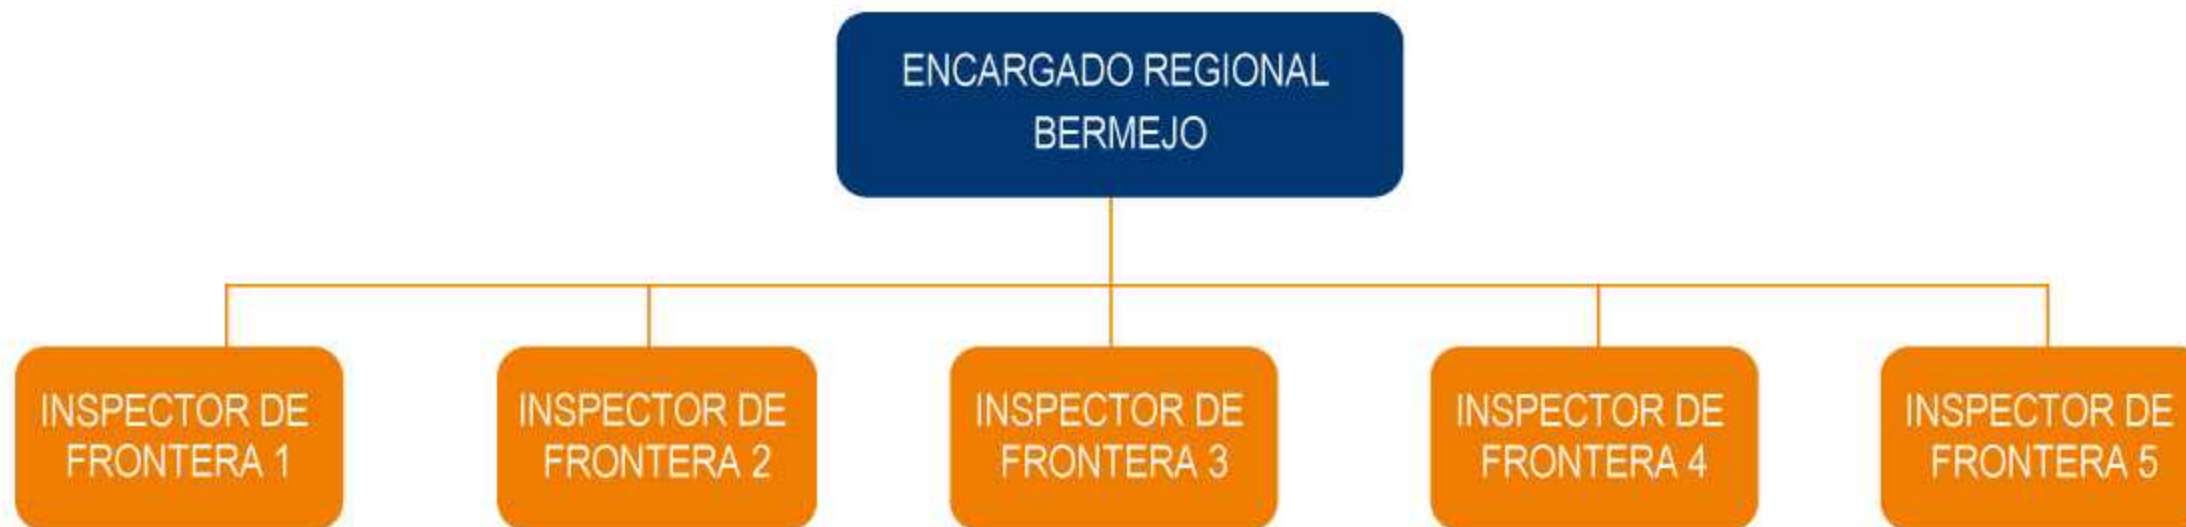 ENCARGADO REGIONAL
BERMEJO
INSPECTOR DE
FRONTERA 1
INSPECTOR DE
FRONTERA 2
INSPECTOR DE
FRONTERA 3
INSPECTOR DE
FRONTERA 4
INSPECTOR DE
FRONTERA 5